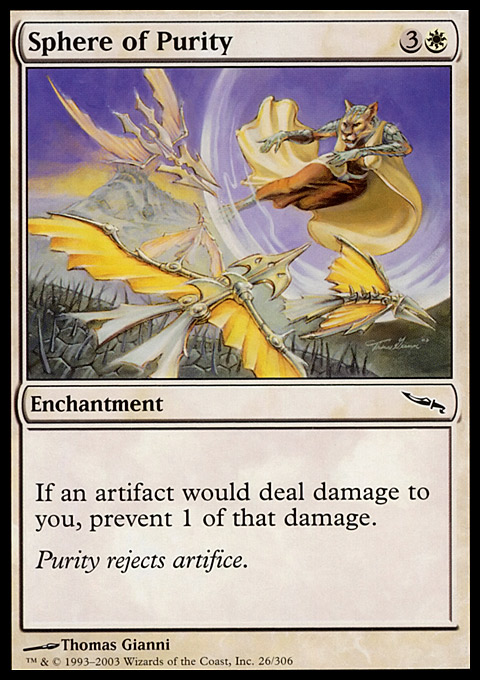 Sphere of Purity 3
Enchantment
If an artifact would deal damage to
you, prevent 1 of that damage.
Purity rejects artifice.
Thomas Gianni
™ & © 1993–2003 Wizards of the Coast, Inc. 26/306